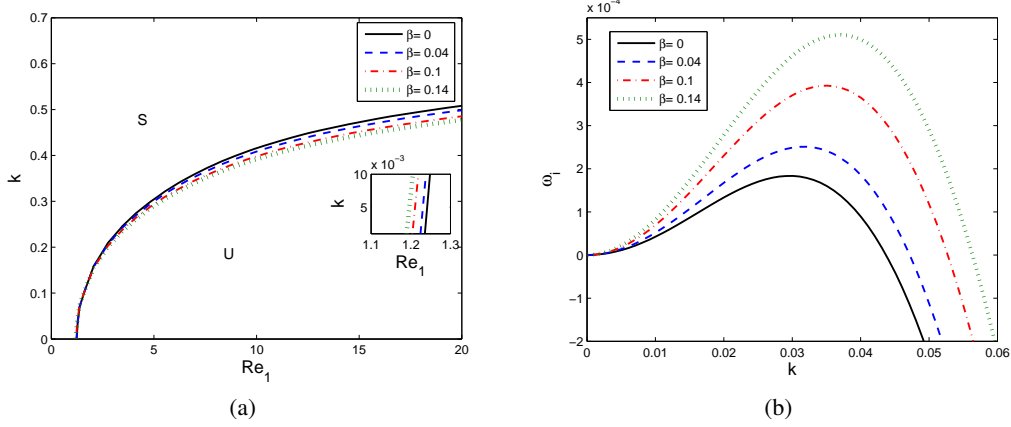 0.7
0.6
0.5
0.4
0.3
0.2
0.1
0
k
0 5 10 15 20
Re1
S
U
β= 0
β= 0.04
β= 0.1
β= 0.14
x 10-3
10
5
k
1.1 1.2 1.3
Re1
(a)
x 10-4
5
4
3
2
1
0
−1
−2
ωi
0 0.01 0.02 0.03 0.04 0.05 0.06
k
β= 0
β= 0.04
β= 0.1
β= 0.14
(b)